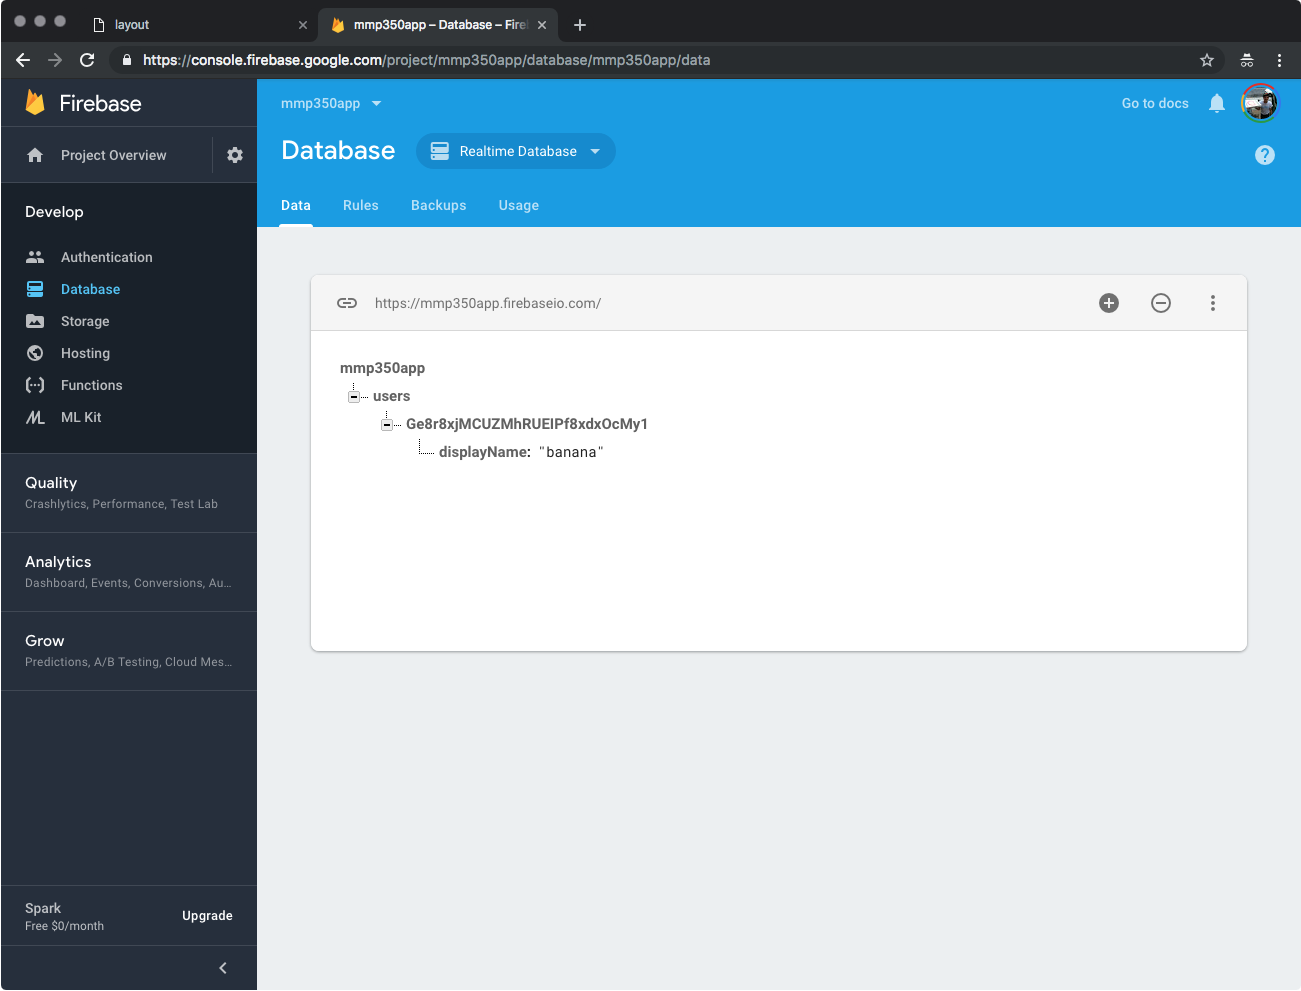 layout
mmp350app – Database – Fire
https://console.firebase.google.com/project/mmp350app/database/mmp350app/data
Firebase
mmp350app
Go to docs
Project Overview
Database
Realtime Database
Data
Rules
Backups
Usage
Develop
Authentication
Database
Storage
Hosting
Functions
ML Kit
Quality
Crashlytics, Performance, Test Lab
Analytics
Dashboard, Events, Conversions, Au...
Grow
Predictions, A/B Testing, Cloud Mes...
Spark
Free $0/month
Upgrade
https://mmp350app.firebaseio.com/
mmp350app
users
Ge8r8xjMCUZMhRUEIPf8xdxOcMy1
displayName: "banana"